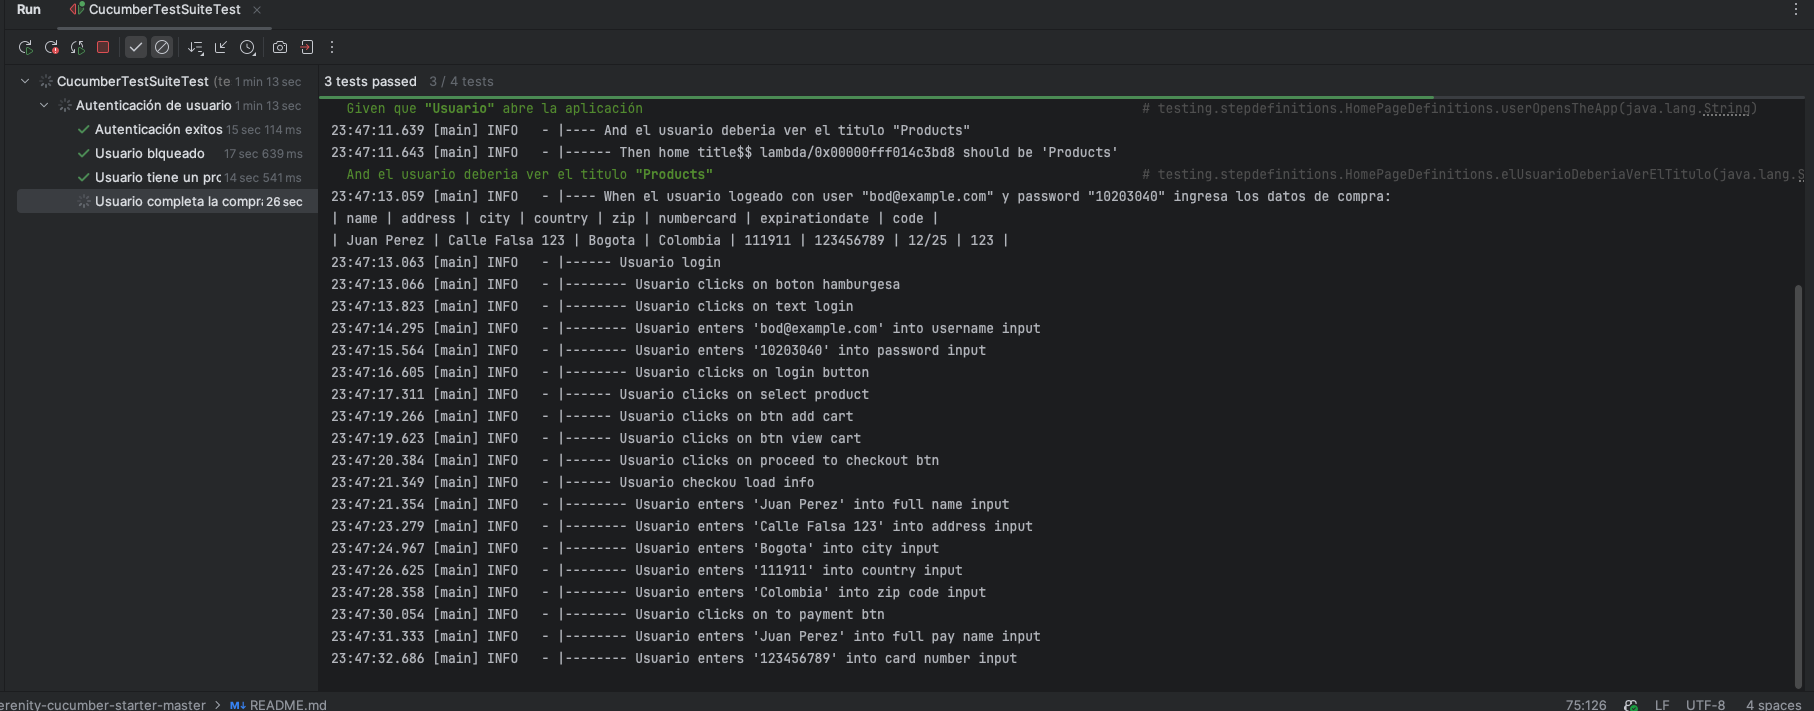 Run CucumberTestSuiteTest
3 tests passed 3 / 4 tests
CucumberTestSuiteTest (te 1 min 13 sec
Autenticación de usuario 1 min 13 sec
Autenticación exitos 15 sec 114 ms
Usuario blqueado 17 sec 639 ms
Usuario tiene un pro 14 sec 541 ms
Usuario completa la compra 26 sec
Given que "Usuario" abre la aplicación # testing.stepdefinitions.HomePageDefinitions.userOpensTheApp(java.lang.String)
23:47:11.639 [main] INFO - |---- And el usuario deberia ver el titulo "Products"
23:47:11.643 [main] INFO - |------ Then home title$$ lambda/0x00000fff014c3bd8 should be 'Products'
And el usuario deberia ver el titulo "Products" # testing.stepdefinitions.HomePageDefinitions.elUsuarioDeberiaVerElTitulo(java.lang.S
23:47:13.059 [main] INFO - |---- When el usuario logeado con user "bod@example.com" y password "10203040" ingresa los datos de compra:
| name | address | city | country | zip | numbercard | expirationdate | code |
| Juan Perez | Calle Falsa 123 | Bogota | Colombia | 111911 | 123456789 | 12/25 | 123 |
23:47:13.063 [main] INFO - |------ Usuario login
23:47:13.066 [main] INFO - |-------- Usuario clicks on boton hamburgesa
23:47:13.823 [main] INFO - |-------- Usuario clicks on text login
23:47:14.295 [main] INFO - |-------- Usuario enters 'bod@example.com' into username input
23:47:15.564 [main] INFO - |-------- Usuario enters '10203040' into password input
23:47:16.605 [main] INFO - |-------- Usuario clicks on login button
23:47:17.311 [main] INFO - |------ Usuario clicks on select product
23:47:19.266 [main] INFO - |------ Usuario clicks on btn add cart
23:47:19.623 [main] INFO - |------ Usuario clicks on btn view cart
23:47:20.384 [main] INFO - |------ Usuario clicks on proceed to checkout btn
23:47:21.349 [main] INFO - |------ Usuario checkou load info
23:47:21.354 [main] INFO - |-------- Usuario enters 'Juan Perez' into full name input
23:47:23.279 [main] INFO - |-------- Usuario enters 'Calle Falsa 123' into address input
23:47:24.967 [main] INFO - |-------- Usuario enters 'Bogota' into city input
23:47:26.625 [main] INFO - |-------- Usuario enters '111911' into country input
23:47:28.358 [main] INFO - |-------- Usuario enters 'Colombia' into zip code input
23:47:30.054 [main] INFO - |-------- Usuario clicks on to payment btn
23:47:31.333 [main] INFO - |-------- Usuario enters 'Juan Perez' into full pay name input
23:47:32.686 [main] INFO - |-------- Usuario enters '123456789' into card number input
erenity-cucumber-starter-master > M↓ README.md 75:126 LF UTF-8 4 spaces